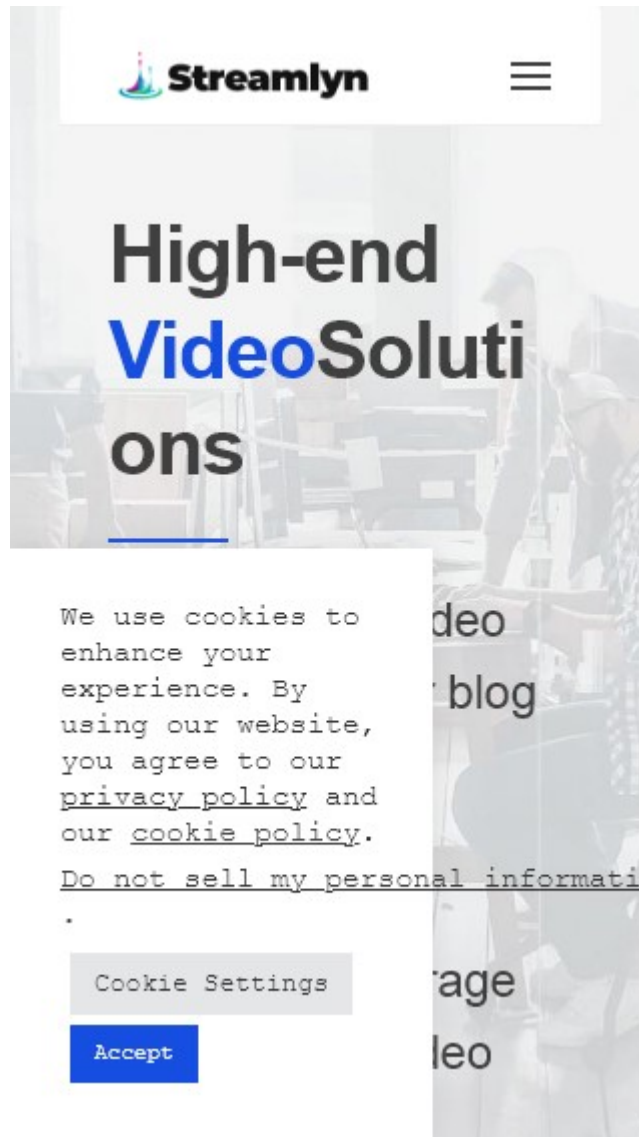 Streamlyn
High-end
VideoSoluti
ons
We use cookies to
enhance your
experience. By
using our website,
you agree to our
privacy policy and
our cookie policy.
Do not sell my personal informati
.
Cookie Settings
Accept
deo
blog
rage
deo